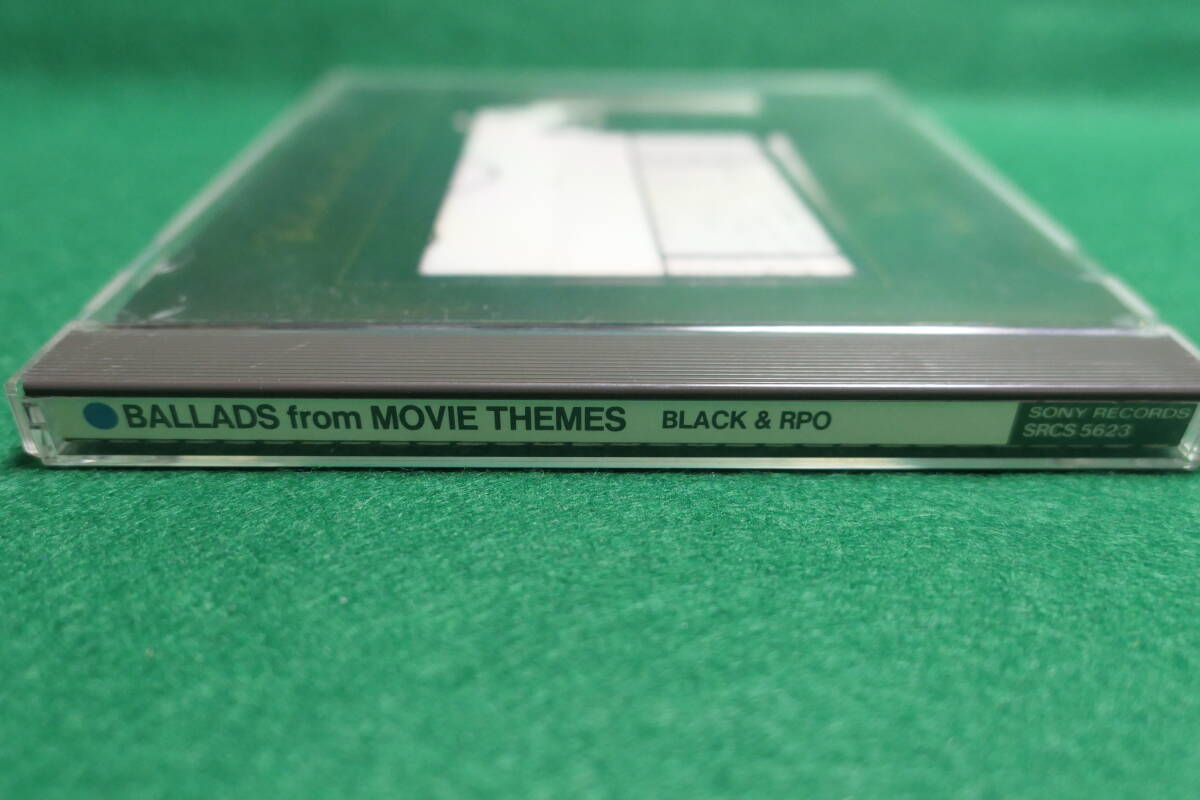 ●BALLADS from MOVIE THEMES BLACK & RPO
SONY RECORDS
SRCS 5623